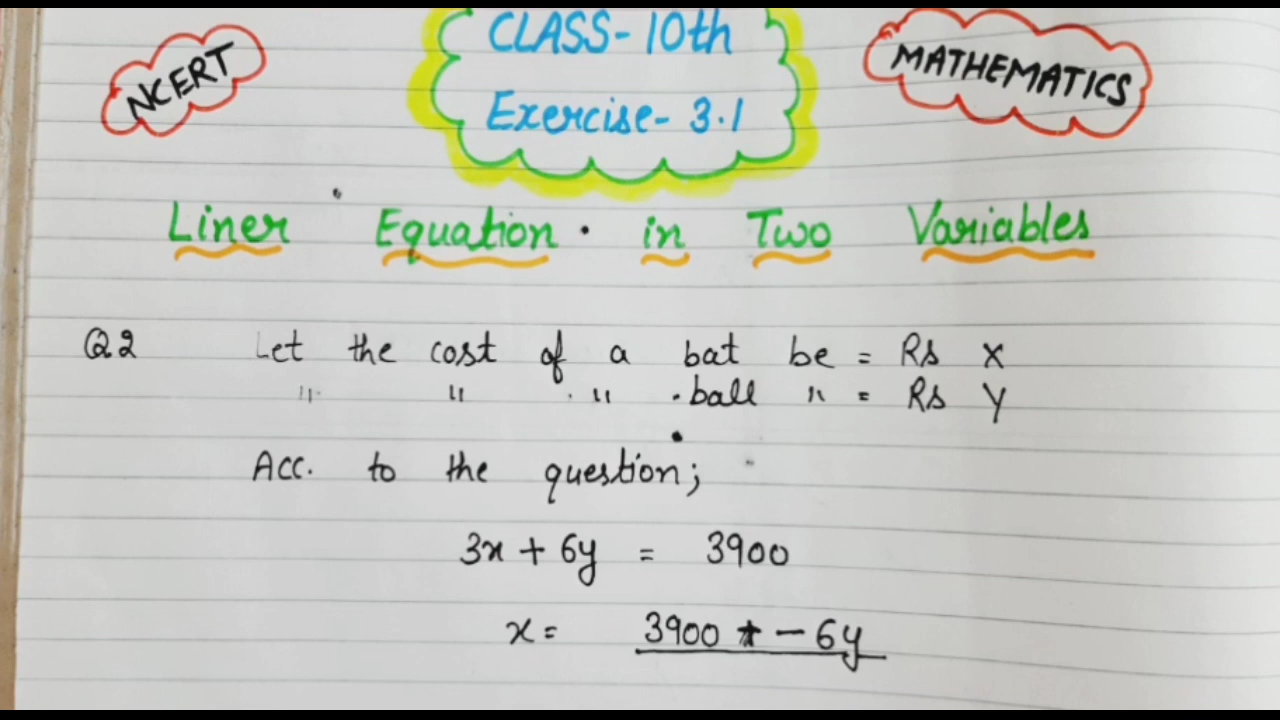 NCERT
CLASS-10th
MATHEMATICS
Exercise- 3.1
Liner Equation in Two Variables
Q2 Let the cost of a bat be = Rs X
" " " ball " = Rs Y
Acc. to the question;
3x + 6y = 3900
x = 3900 - 6y